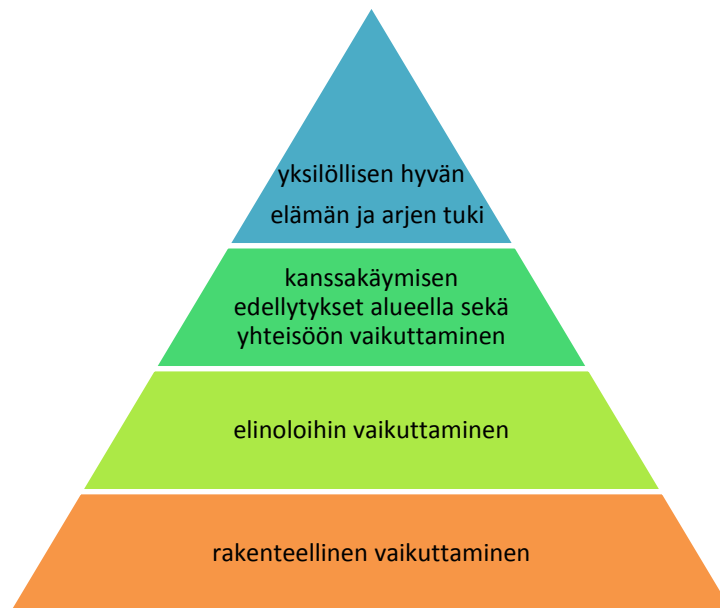 yksilöllisen hyvän
elämän ja arjen tuki
kanssakäymisen
edellytykset alueella sekä
yhteisöön vaikuttaminen
elinoloihin vaikuttaminen
rakenteellinen vaikuttaminen